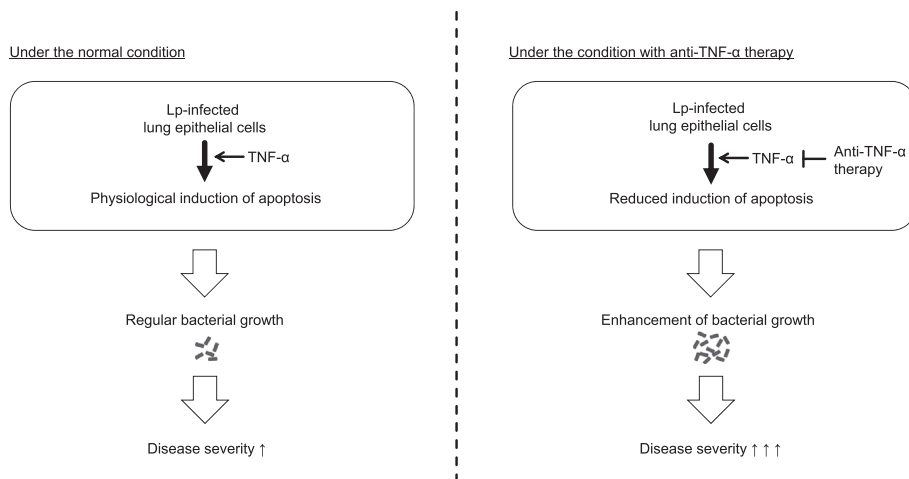 Under the normal condition
Lp-infected
lung epithelial cells
TNF-α
Physiological induction of apoptosis
Regular bacterial growth
Disease severity ↑
Under the condition with anti-TNF-α therapy
Lp-infected
lung epithelial cells
TNF-α
Anti-TNF-α
therapy
Reduced induction of apoptosis
Enhancement of bacterial growth
Disease severity ↑ ↑ ↑